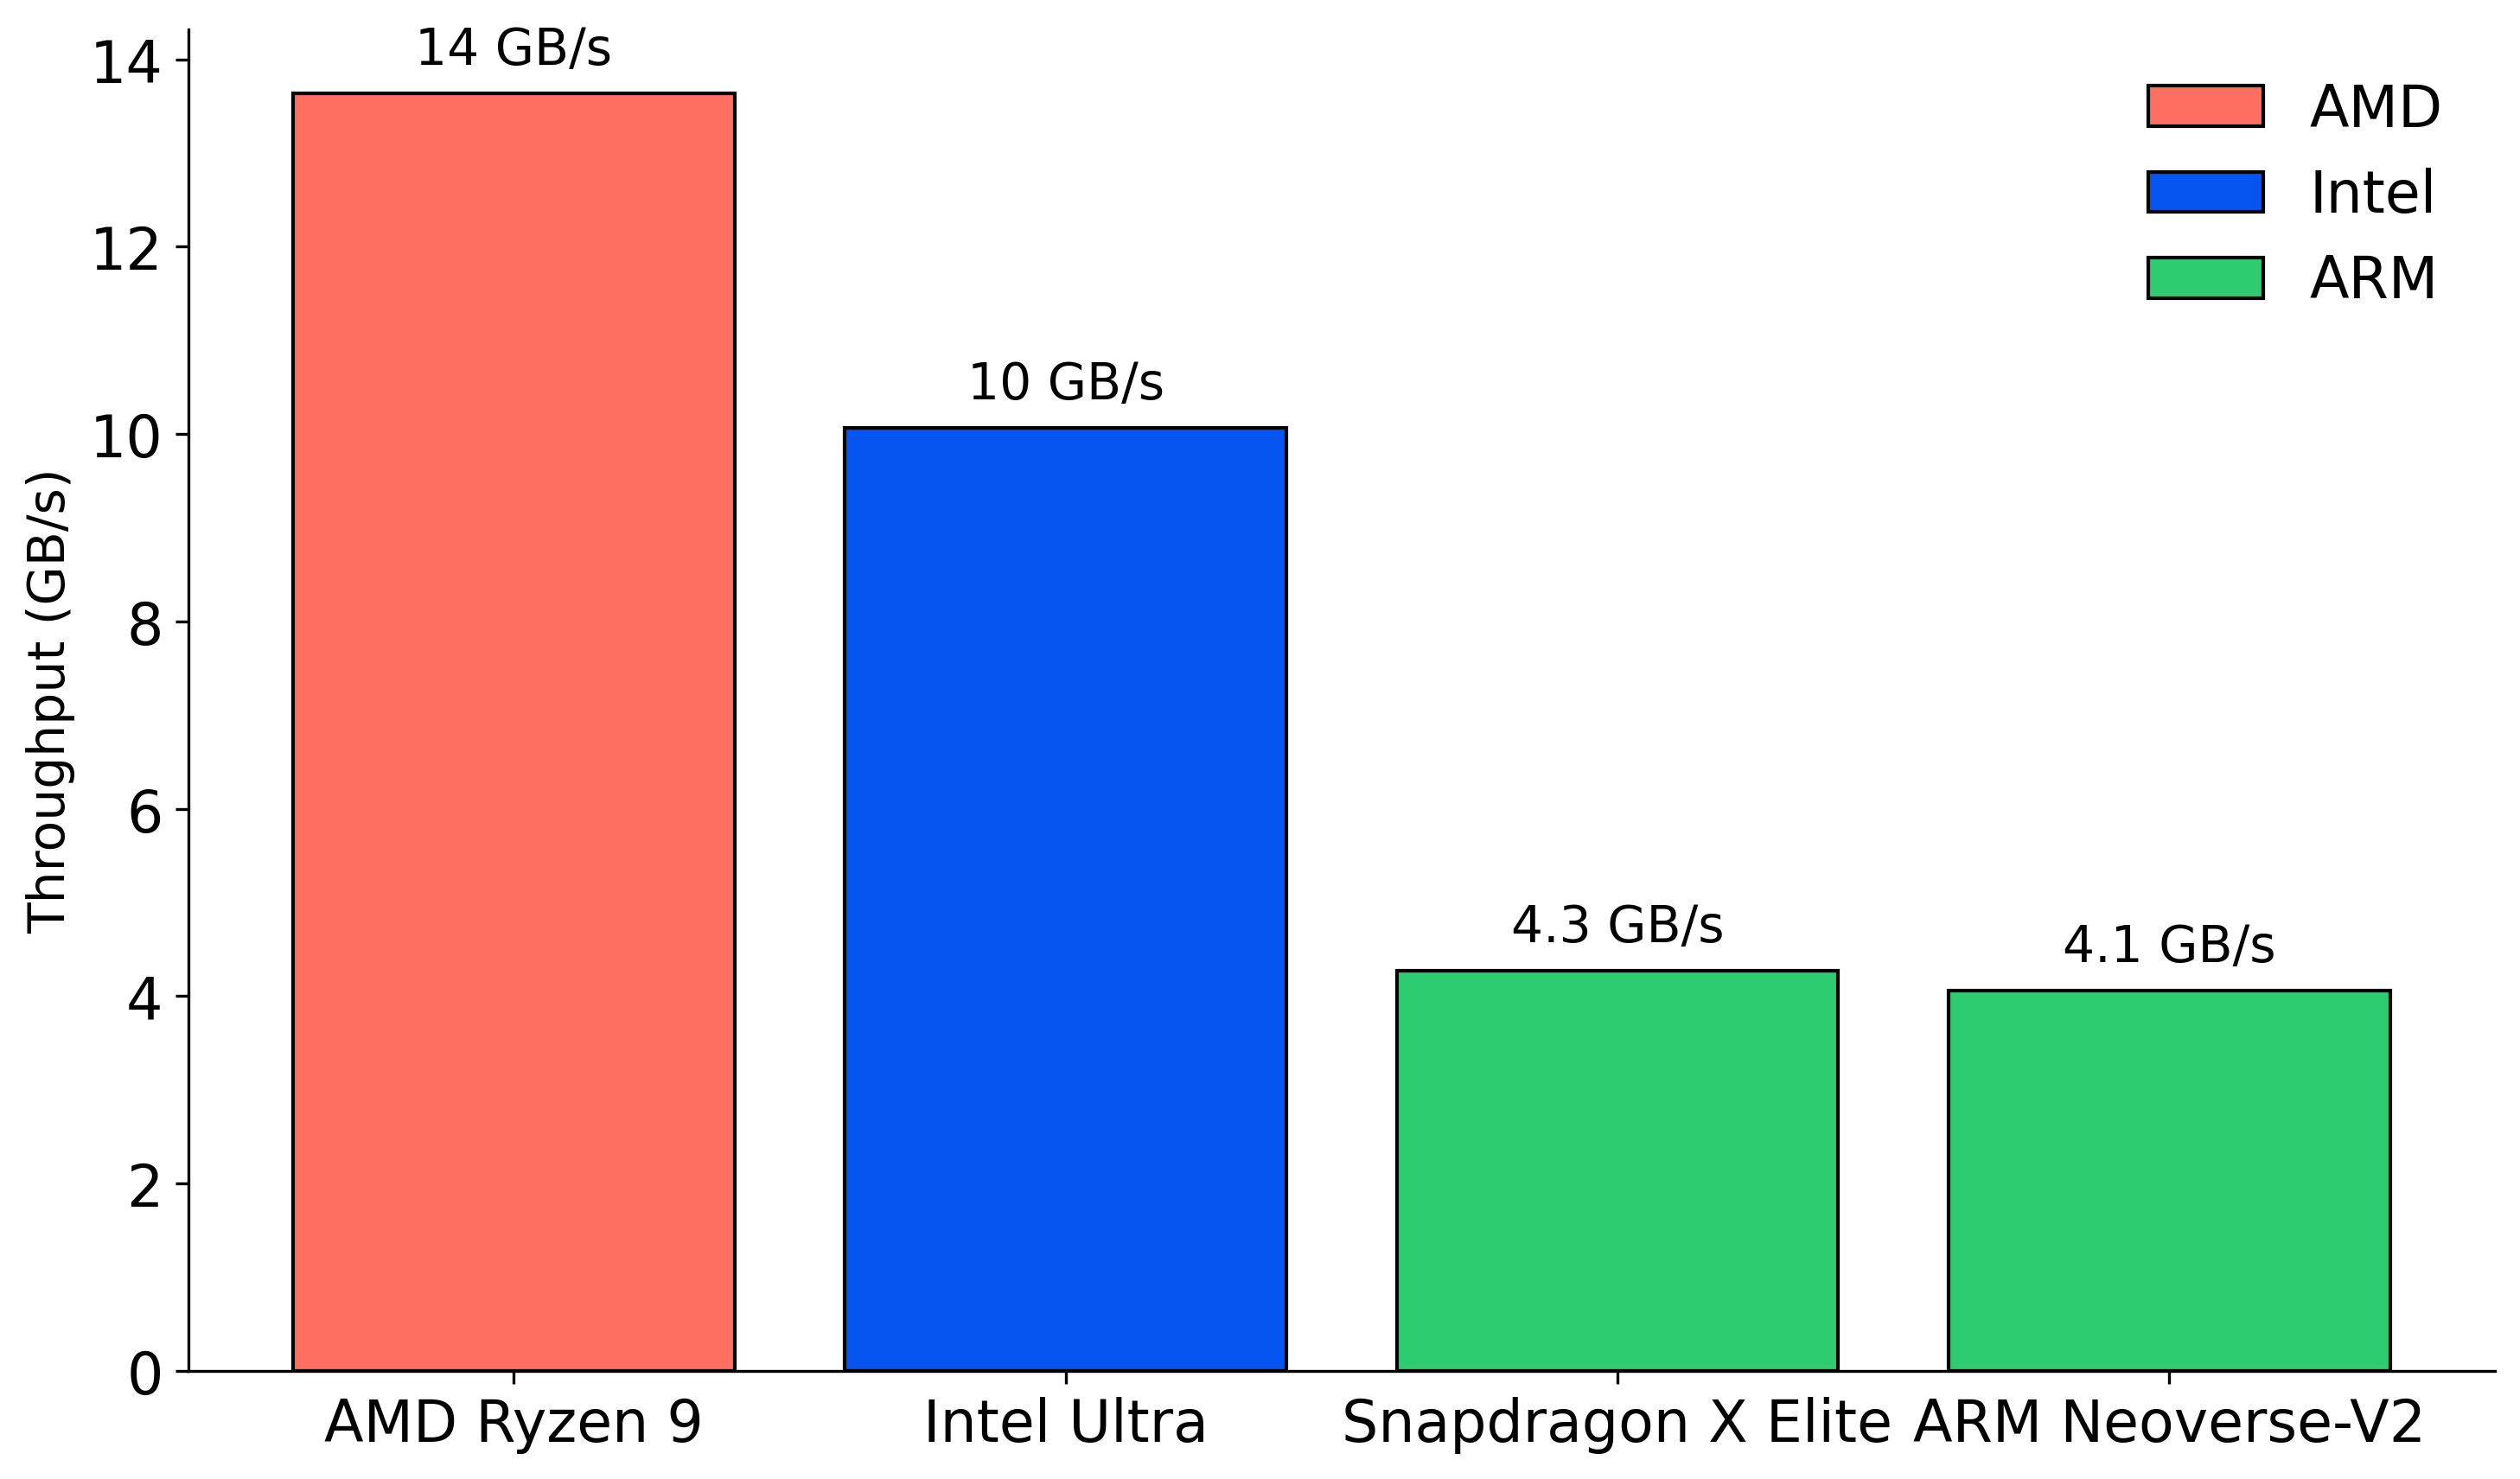 14 GB/s
14
AMD
12
Intel
ARM
10 GB/s
10
Throughput (GB/s)
8
6
4.3 GB/s
4.1 GB/s
4
2
0
AMD Ryzen 9
Intel Ultra
Snapdragon X Elite
ARM Neoverse-V2